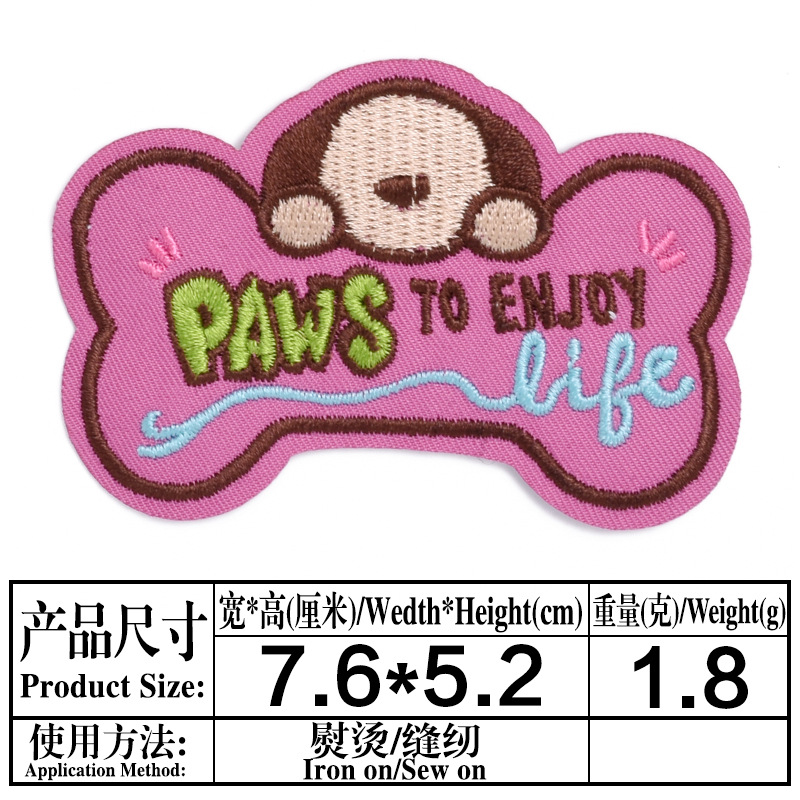 PAWS TO ENJOY
life
产品尺寸
Product Size:
宽*高(厘米)/Wedth*Height(cm)
重量(克)/Weight(g)
7.6*5.2
1.8
使用方法:
Application Method:
熨烫/缝纫
Iron on/Sew on